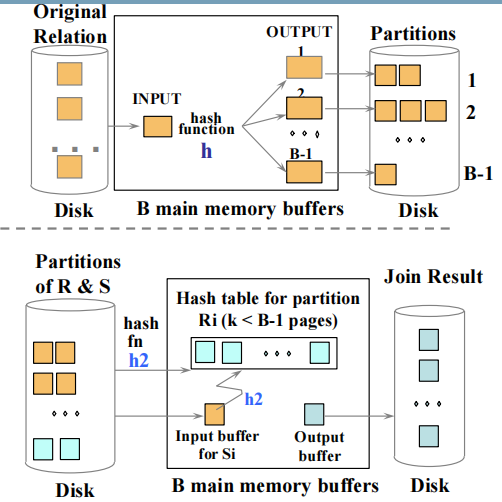 Original
Relation
OUTPUT
Partitions
1
INPUT
2
hash
function
h
B-1
1
2
B-1
Disk
B main memory buffers
Disk
Partitions
of R & S
Join Result
hash
fn
h2
Hash table for partition
Ri (k < B-1 pages)
h2
Input buffer
for Si
Output
buffer
Disk
B main memory buffers
Disk